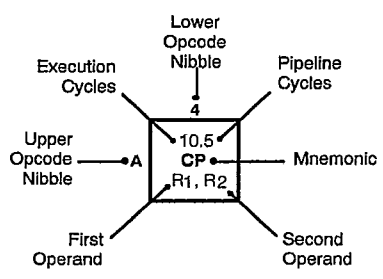 Lower
Opcode
Nibble
Execution
Cycles
Pipeline
Cycles
4
10.5
Upper
Opcode
Nibble
A
CP
Mnemonic
R1, R2
First
Operand
Second
Operand